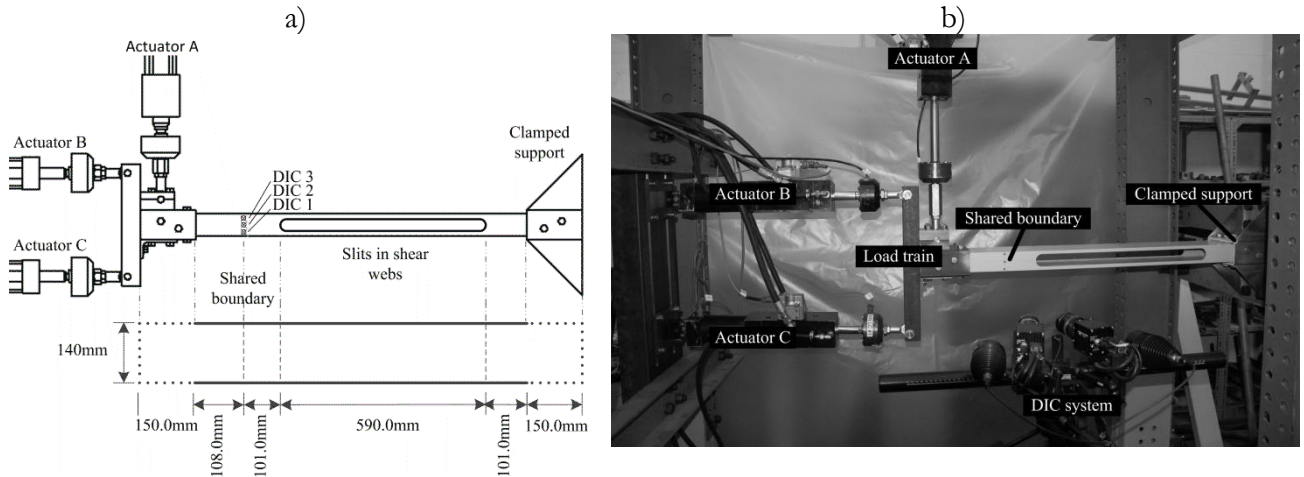 a)
Actuator A
Actuator B
Clamped
support
DIC 3
DIC 2
DIC 1
Actuator C
Slits in shear
webs
Shared
boundary
140mm
150.0mm
108.0mm
101.0mm
590.0mm
101.0mm
150.0mm
b)
Actuator A
Actuator B
Clamped support
Shared boundary
Load train
Actuator C
DIC system